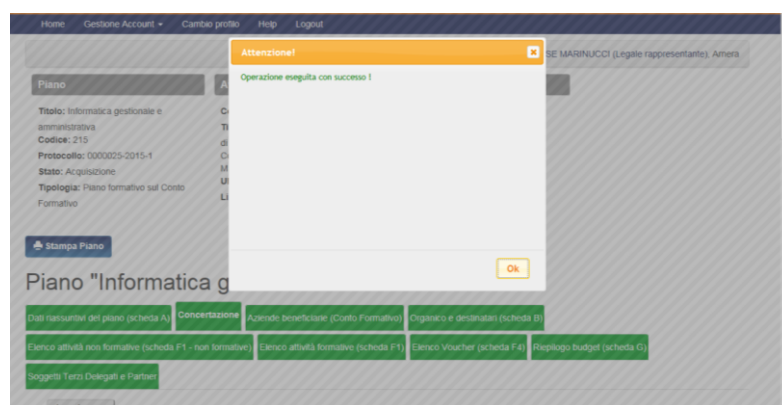 Home Gestione Account Cambio profilo Help Logout
Attenzione!
SE MARINUCCI (Legale rappresentante), Amera
Operazione eseguita con successo !
Piano
A
Titolo: Informatica gestionale e
amministrativa
Codice: 215
Protocollo: 0000025-2015-1
Stato: Acquisizione
Tipologia: Piano formativo sul Conto
Formativo
Stampa Piano
Ok
Piano "Informatica g
Dati riassuntivi del piano (scheda A) Concertazione Aziende beneficiarie (Conto Formativo) Organico e destinatari (scheda B)
Elenco attività non formative (scheda F1 - non formative) Elenco attività formative (scheda F1) Elenco Voucher (scheda F4) Riepilogo budget (scheda G)
Soggetti Terzi Delegati e Partner